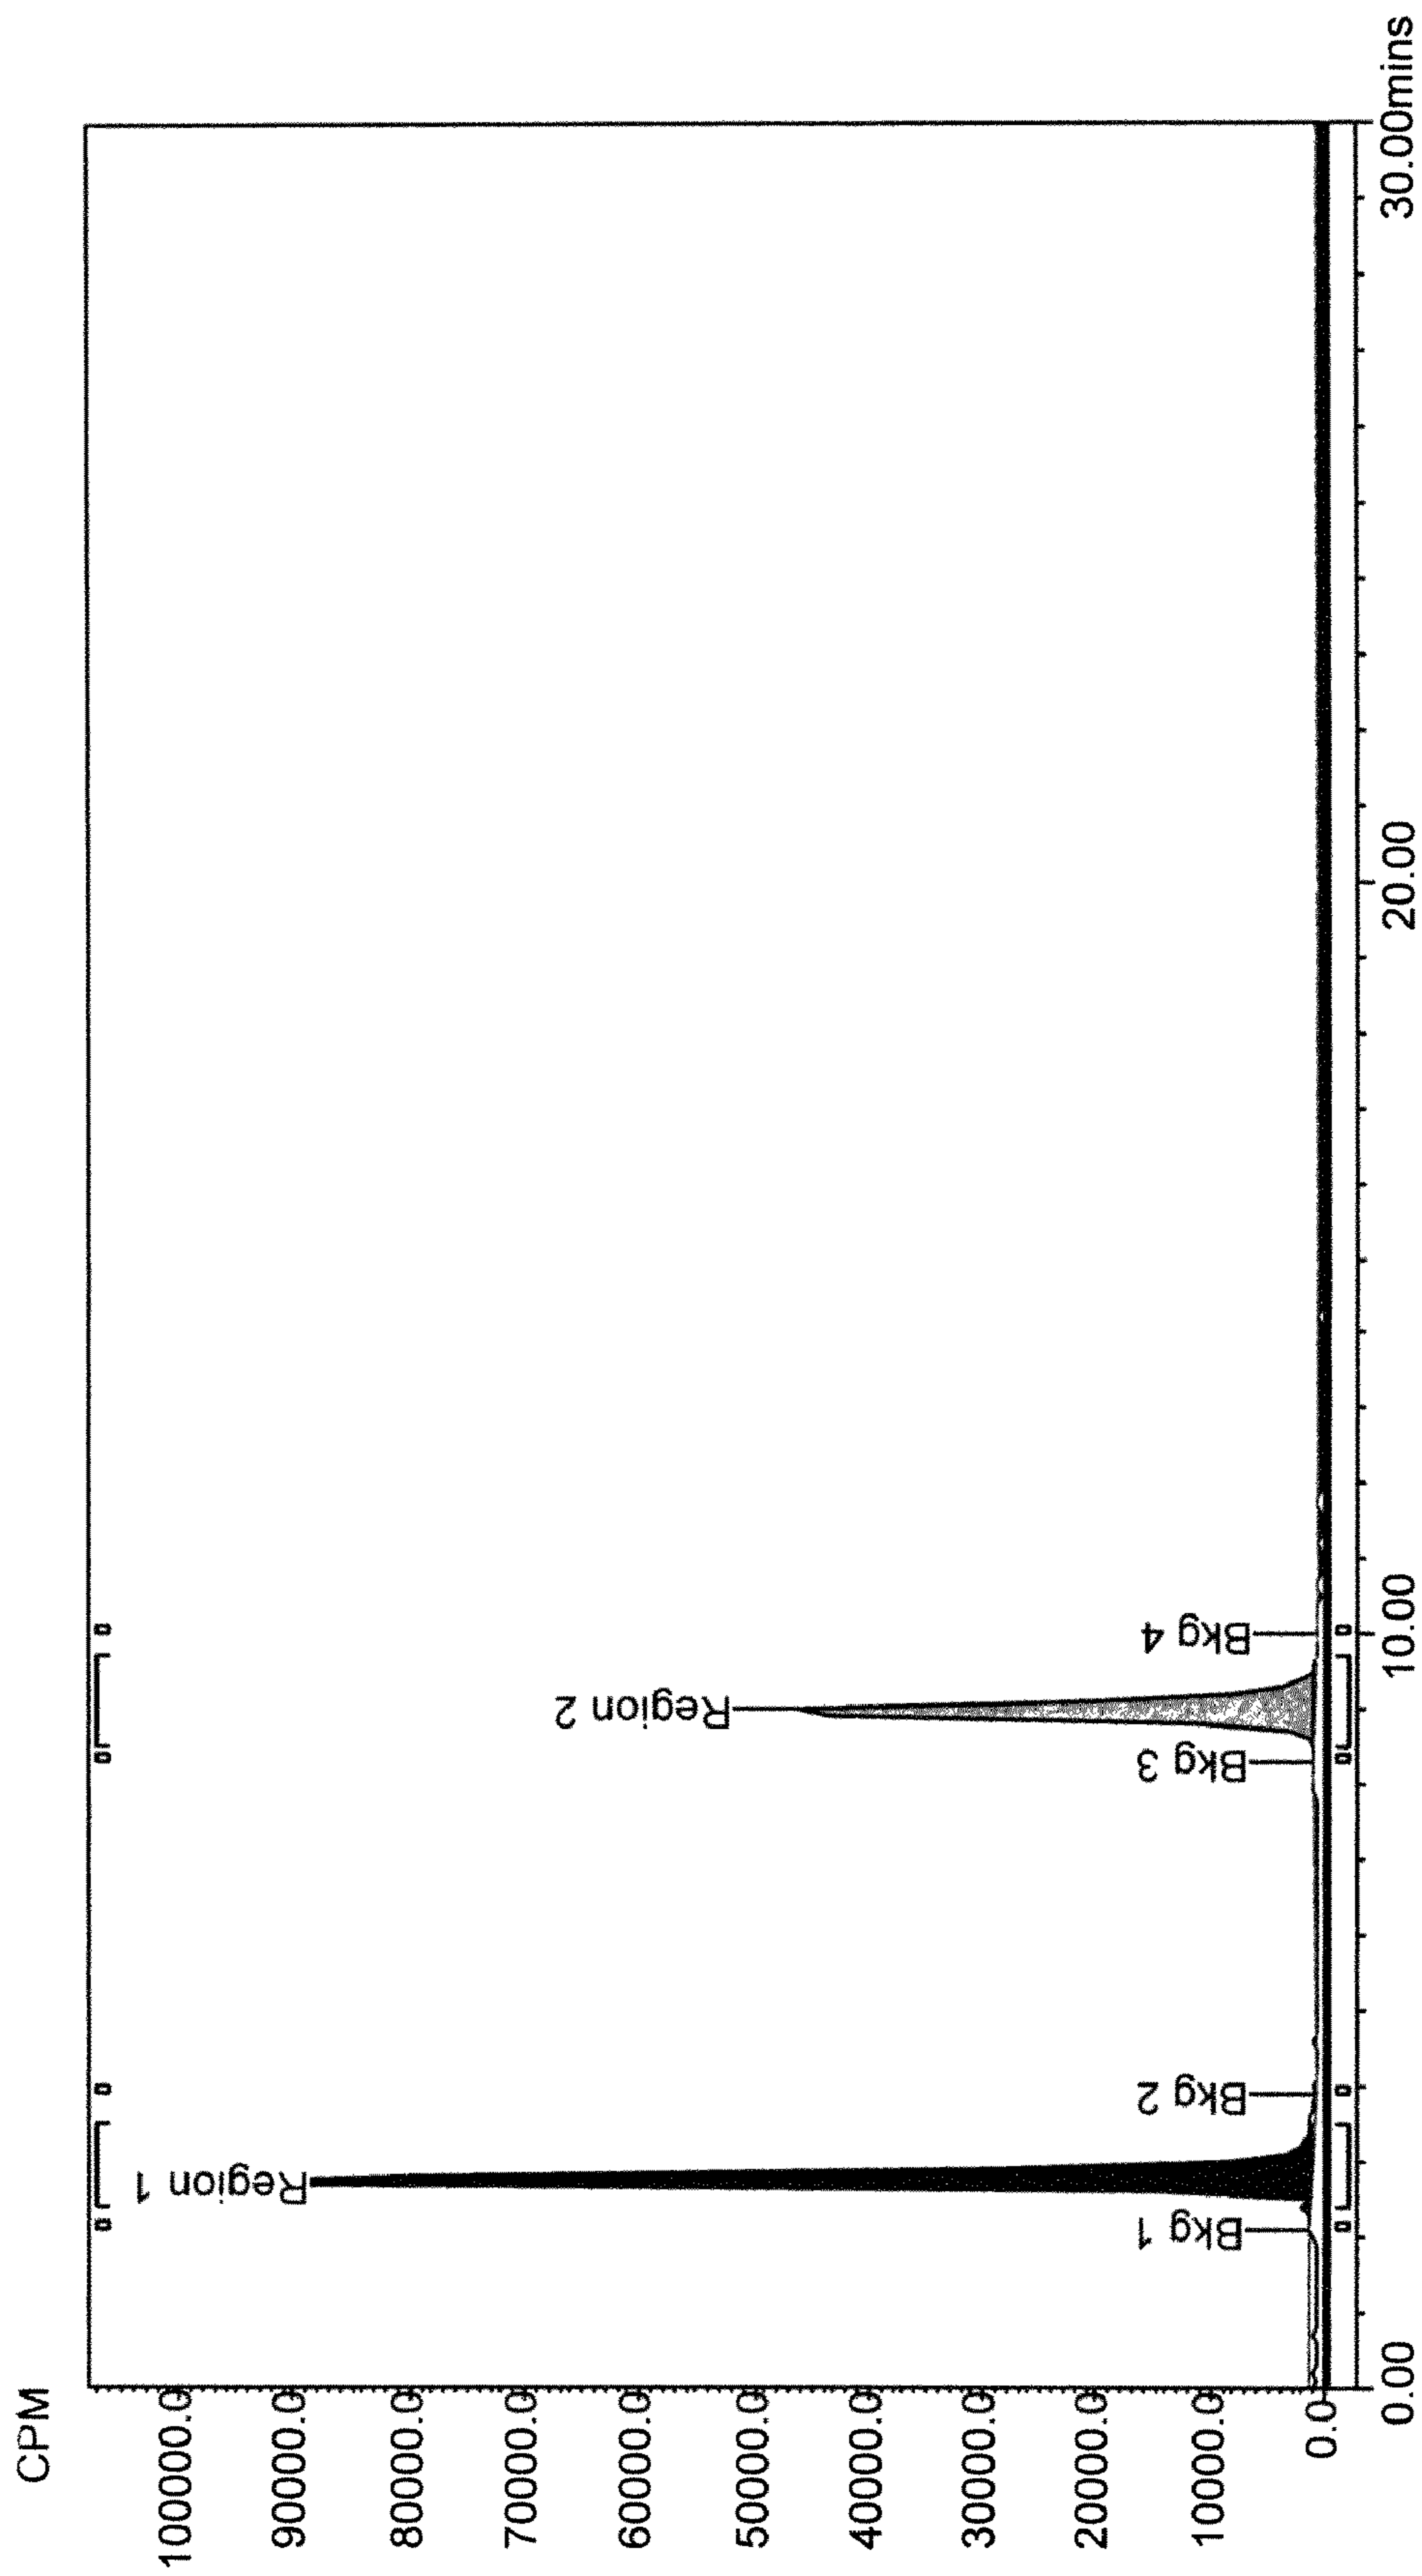 CPM
100000.0
90000.0
80000.0
70000.0
60000.0
50000.0
40000.0
30000.0
20000.0
10000.0
0.0
Region 1
Region 2
Bkg 1
Bkg 2
Bkg 3
Bkg 4
0.00
10.00
20.00
30.00mins